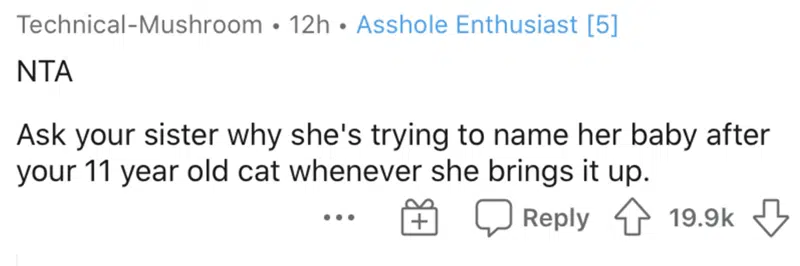 Technical-Mushroom • 12h • Asshole Enthusiast [5]
NTA
Ask your sister why she's trying to name her baby after
your 11 year old cat whenever she brings it up.
••• Reply 19.9k